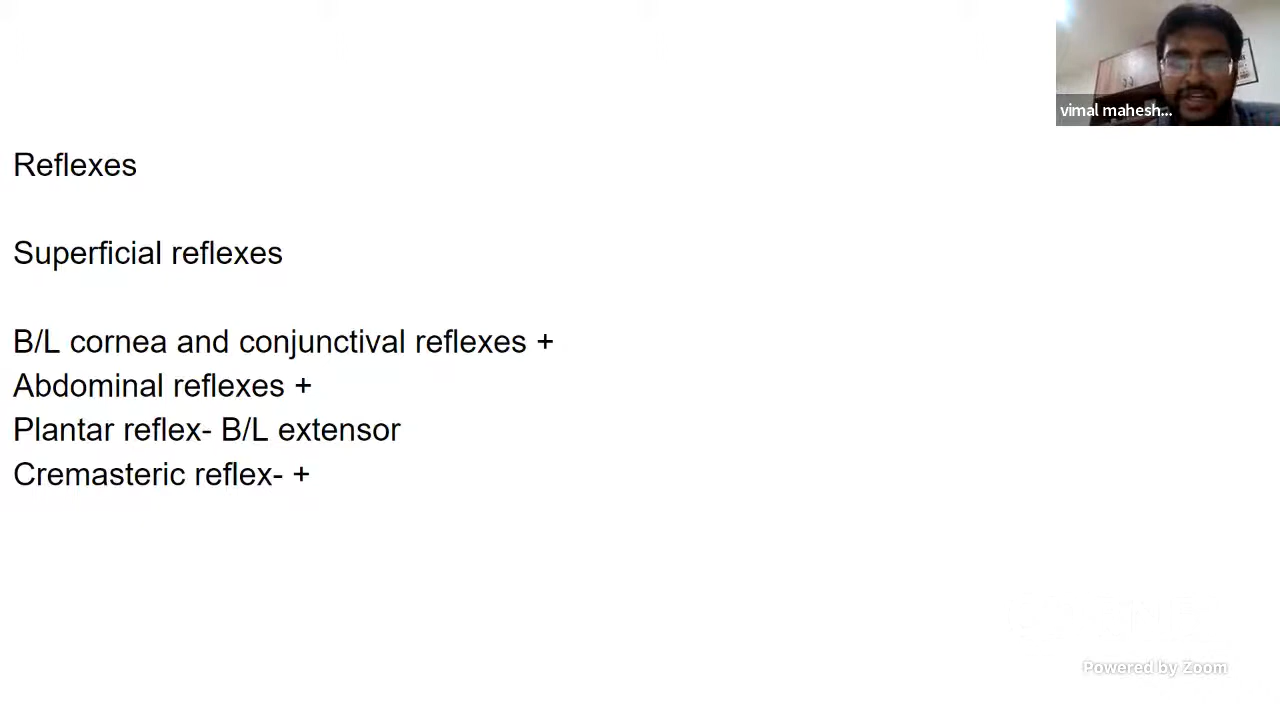 vimal mahesh...
Reflexes
Superficial reflexes
B/L cornea and conjunctival reflexes +
Abdominal reflexes +
Plantar reflex- B/L extensor
Cremasteric reflex- +
Powered by Zoom